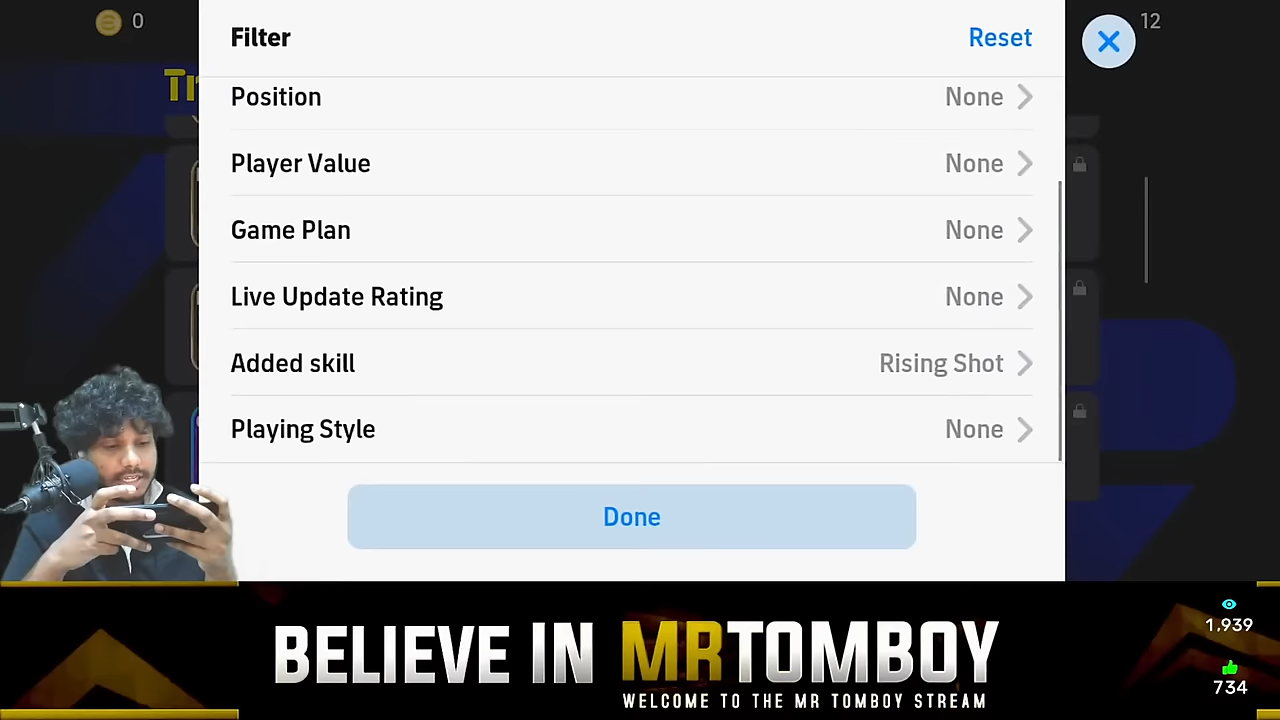 0
Filter
Reset
12
Tr
Position
None
Player Value
None
Game Plan
None
Live Update Rating
None
Added skill
Rising Shot
Playing Style
None
Done
BELIEVE IN MRTOMBOY
WELCOME TO THE MR TOMBOY STREAM
1,939
734